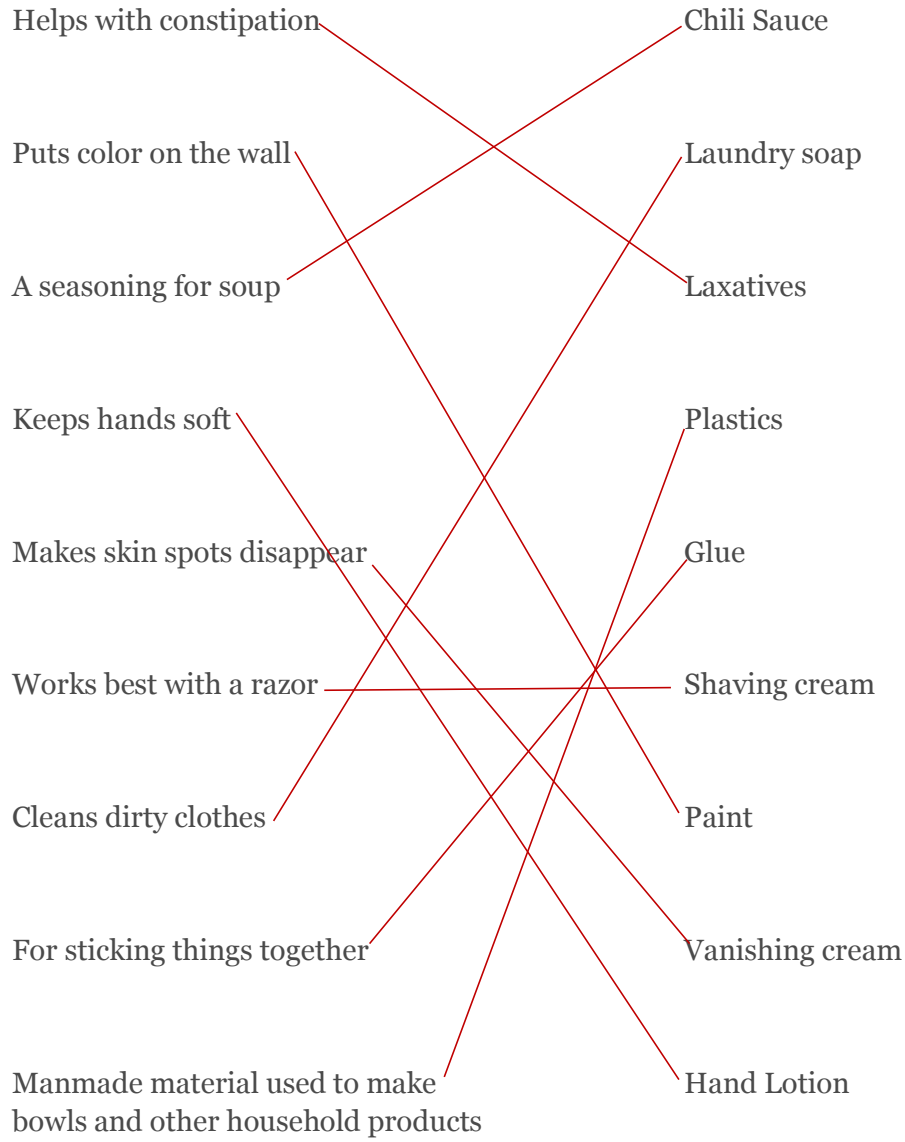 Helps with constipation Chili Sauce
Puts color on the wall Laundry soap
A seasoning for soup Laxatives
Keeps hands soft Plastics
Makes skin spots disappear Glue
Works best with a razor Shaving cream
Cleans dirty clothes Paint
For sticking things together Vanishing cream
Manmade material used to make Hand Lotion
bowls and other household products